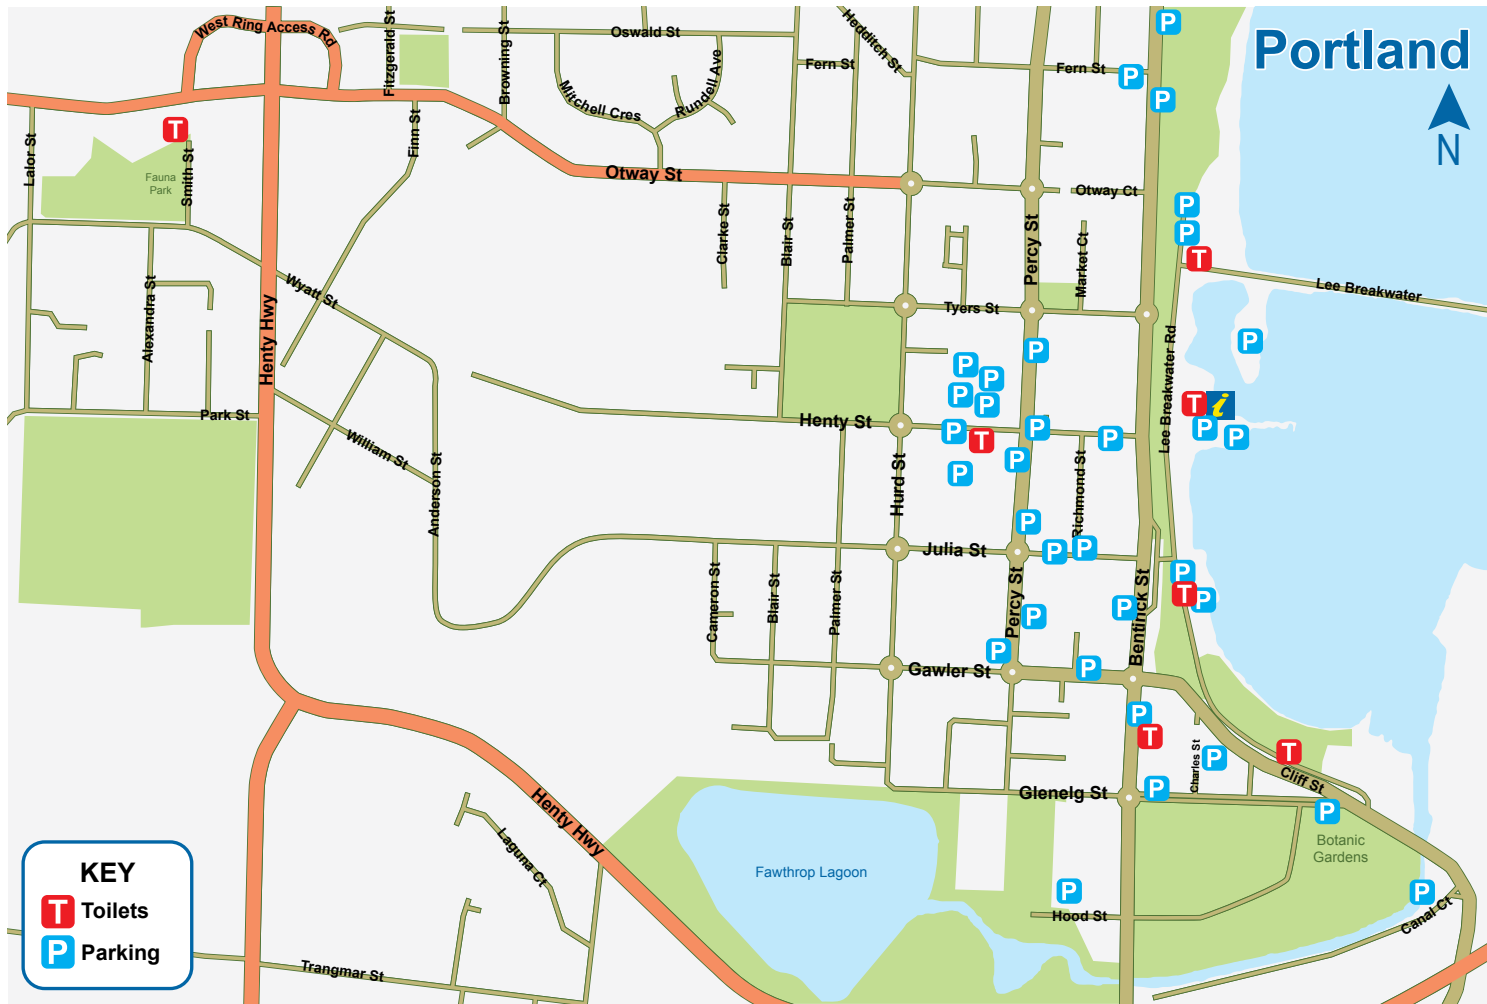 Portland
N
West Ring Access Rd
Fitzgerald St
Browning St
Oswald St
Hedditch St
Fern St
Fern St
Mitchell Cres
Rundell Ave
Finn St
Lalor St
T
Smith St
Fauna
Park
Otway St
Otway Ct
P
P
P
P
P
T
Clarke St
Blair St
Palmer St
Percy St
Market Ct
Lee Breakwater
Wyatt St
Alexandra St
Henty Hwy
Tyers St
Lee Breakwater Rd
P
P
P
P
P
P
T
i
P
P
Park St
William St
Anderson St
Henty St
Hurd St
P
T
P
P
P
P
Richmond St
P
Julia St
P
P
Cameron St
Blair St
Palmer St
Percy St
P
Bentinck St
P
P
T
P
P
Gawler St
P
P
T
Charles St
P
T
Cliff St
Glenelg St
P
P
Botanic
Gardens
Henty Hwy
Laguna Ct
Fawthrop Lagoon
P
Hood St
P
Canal Ct
Trangmar St
KEY
T Toilets
P Parking